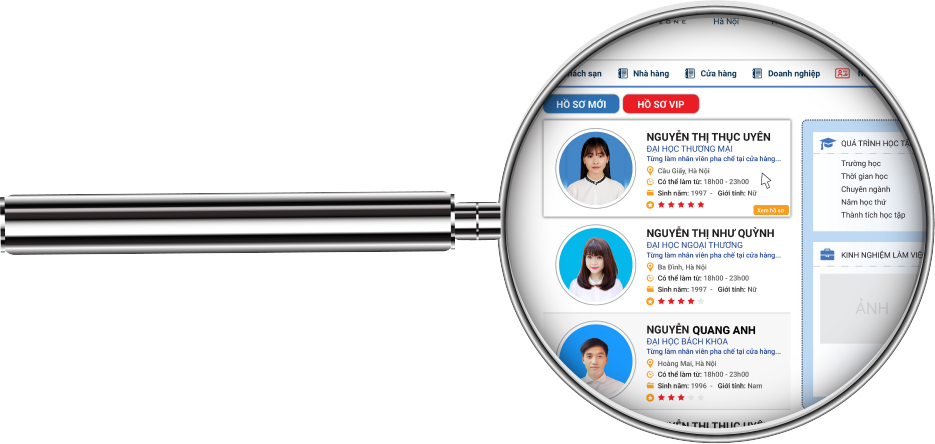 Hà Nội
hách sạn
Nhà hàng
Cửa hàng
Doanh nghiệp
HỒ SƠ MỚI
HỒ SƠ VIP
NGUYỄN THỊ THỤC UYÊN
ĐẠI HỌC THƯƠNG MẠI
Từng làm nhân viên pha chế tại cửa hàng...
Cầu Giấy, Hà Nội
Có thể làm từ: 18h00 - 23h00
Sinh năm: 1997 - Giới tính: Nữ
Xem hồ sơ
NGUYỄN THỊ NHƯ QUỲNH
ĐẠI HỌC NGOẠI THƯƠNG
Từng làm nhân viên pha chế tại cửa hàng...
Ba Đình, Hà Nội
Có thể làm từ: 18h00 - 23h00
Sinh năm: 1997 - Giới tính: Nữ
NGUYỄN QUANG ANH
ĐẠI HỌC BÁCH KHOA
Từng làm nhân viên pha chế tại cửa hàng...
Hoàng Mai, Hà Nội
Có thể làm từ: 18h00 - 23h00
Sinh năm: 1996 - Giới tính: Nam
NGUYỄN THỊ THỤC UYÊN
QUÁ TRÌNH HỌC TẬ
Trường học
Thời gian học
Chuyên ngành
Năm học thứ
Thành tích học tập
KINH NGHIỆM LÀM VIỆ
ẢNH